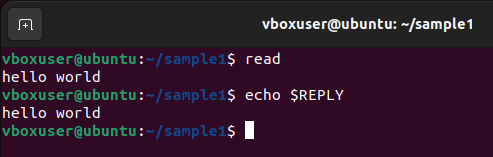 vboxuser@ubuntu: ~/sample1
vboxuser@ubuntu:~/sample1$ read
hello world
vboxuser@ubuntu:~/sample1$ echo $REPLY
hello world
vboxuser@ubuntu:~/sample1$